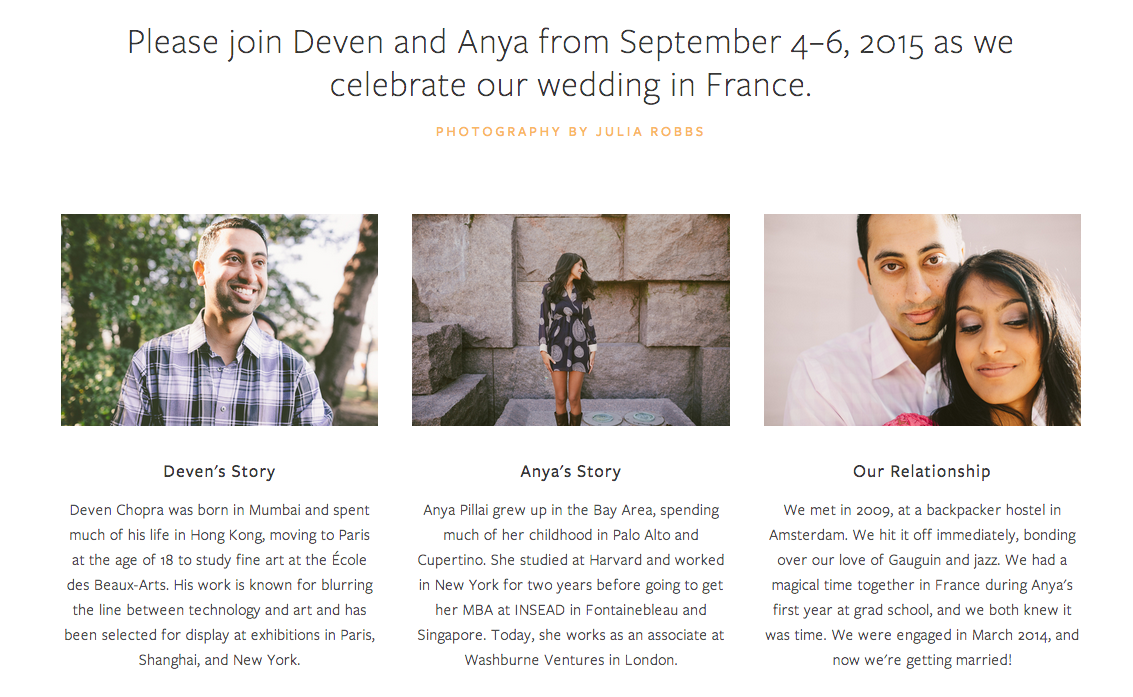 Please join Deven and Anya from September 4–6, 2015 as we
celebrate our wedding in France.
PHOTOGRAPHY BY JULIA ROBBS
Deven’s Story
Deven Chopra was born in Mumbai and spent
much of his life in Hong Kong, moving to Paris
at the age of 18 to study fine art at the École
des Beaux-Arts. His work is known for blurring
the line between technology and art and has
been selected for display at exhibitions in Paris,
Shanghai, and New York.
Anya’s Story
Anya Pillai grew up in the Bay Area, spending
much of her childhood in Palo Alto and
Cupertino. She studied at Harvard and worked
in New York for two years before going to get
her MBA at INSEAD in Fontainebleau and
Singapore. Today, she works as an associate at
Washburne Ventures in London.
Our Relationship
We met in 2009, at a backpacker hostel in
Amsterdam. We hit it off immediately, bonding
over our love of Gauguin and jazz. We had a
magical time together in France during Anya’s
first year at grad school, and we both knew it
was time. We were engaged in March 2014, and
now we’re getting married!